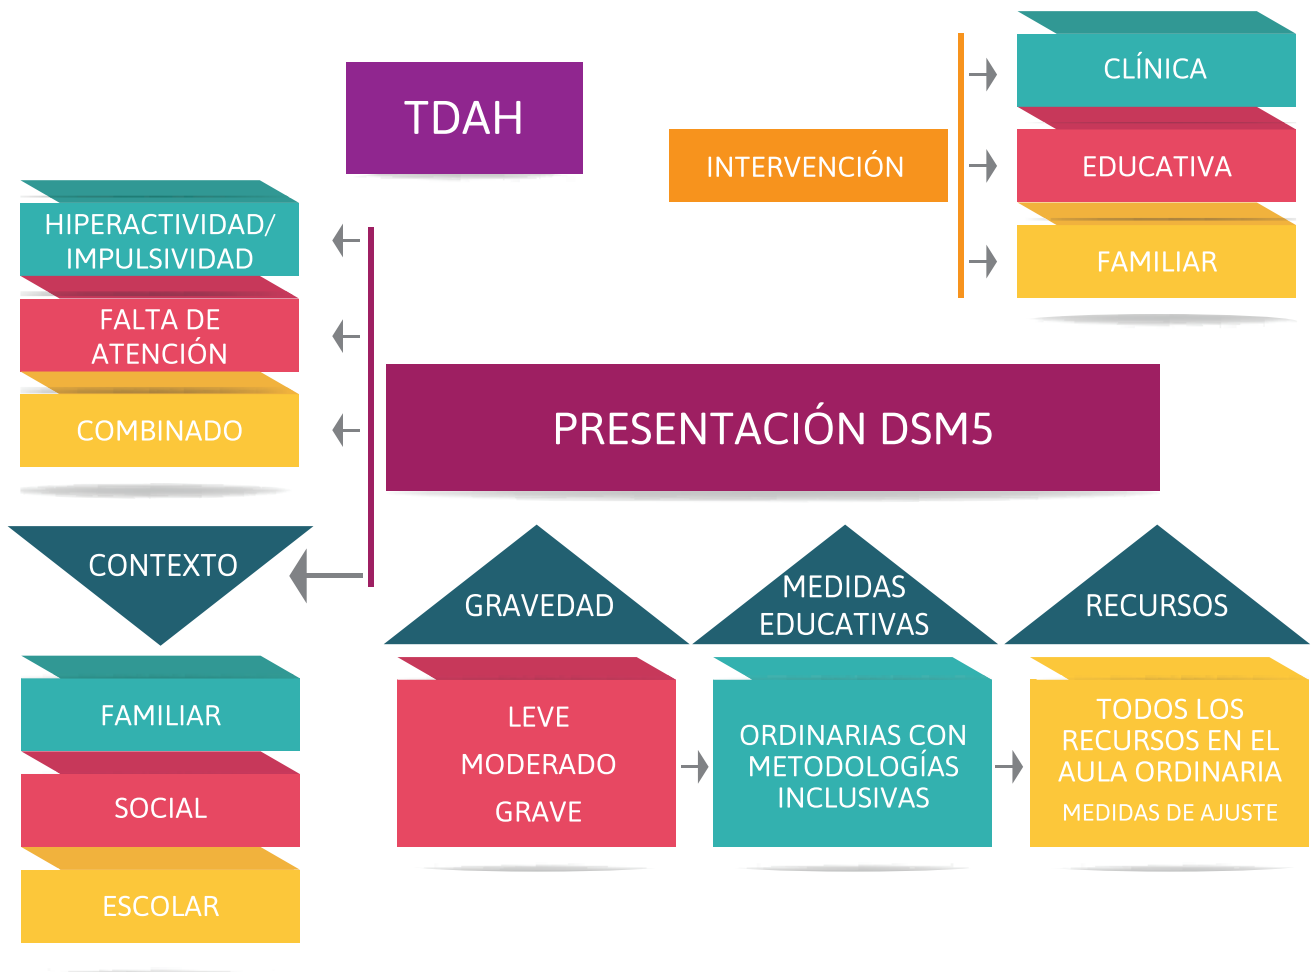 TDAH
INTERVENCIÓN
CLÍNICA
EDUCATIVA
FAMILIAR
HIPERACTIVIDAD/
IMPULSIVIDAD
FALTA DE
ATENCIÓN
COMBINADO
PRESENTACIÓN DSM5
CONTEXTO
FAMILIAR
SOCIAL
ESCOLAR
GRAVEDAD
LEVE
MODERADO
GRAVE
MEDIDAS
EDUCATIVAS
ORDINARIAS CON
METODOLOGÍAS
INCLUSIVAS
RECURSOS
TODOS LOS
RECURSOS EN EL
AULA ORDINARIA
MEDIDAS DE AJUSTE